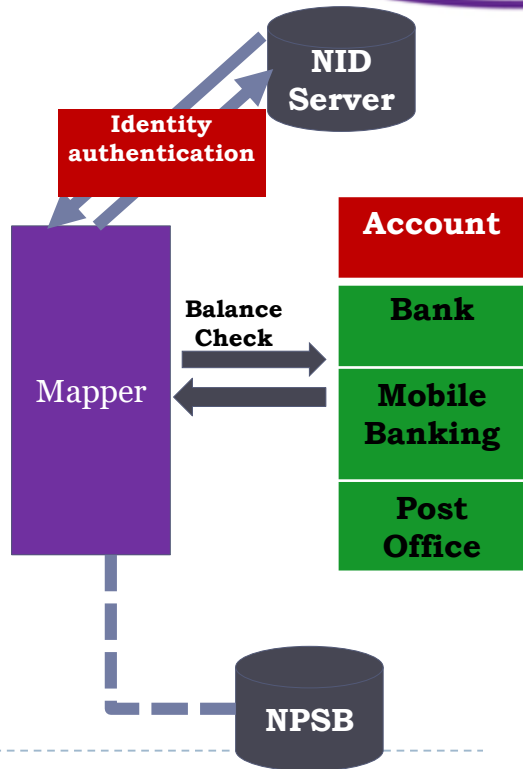 NID
Server
Identity
authentication
Account
Balance
Check
Bank
Mapper
Mobile
Banking
Post
Office
NPSB